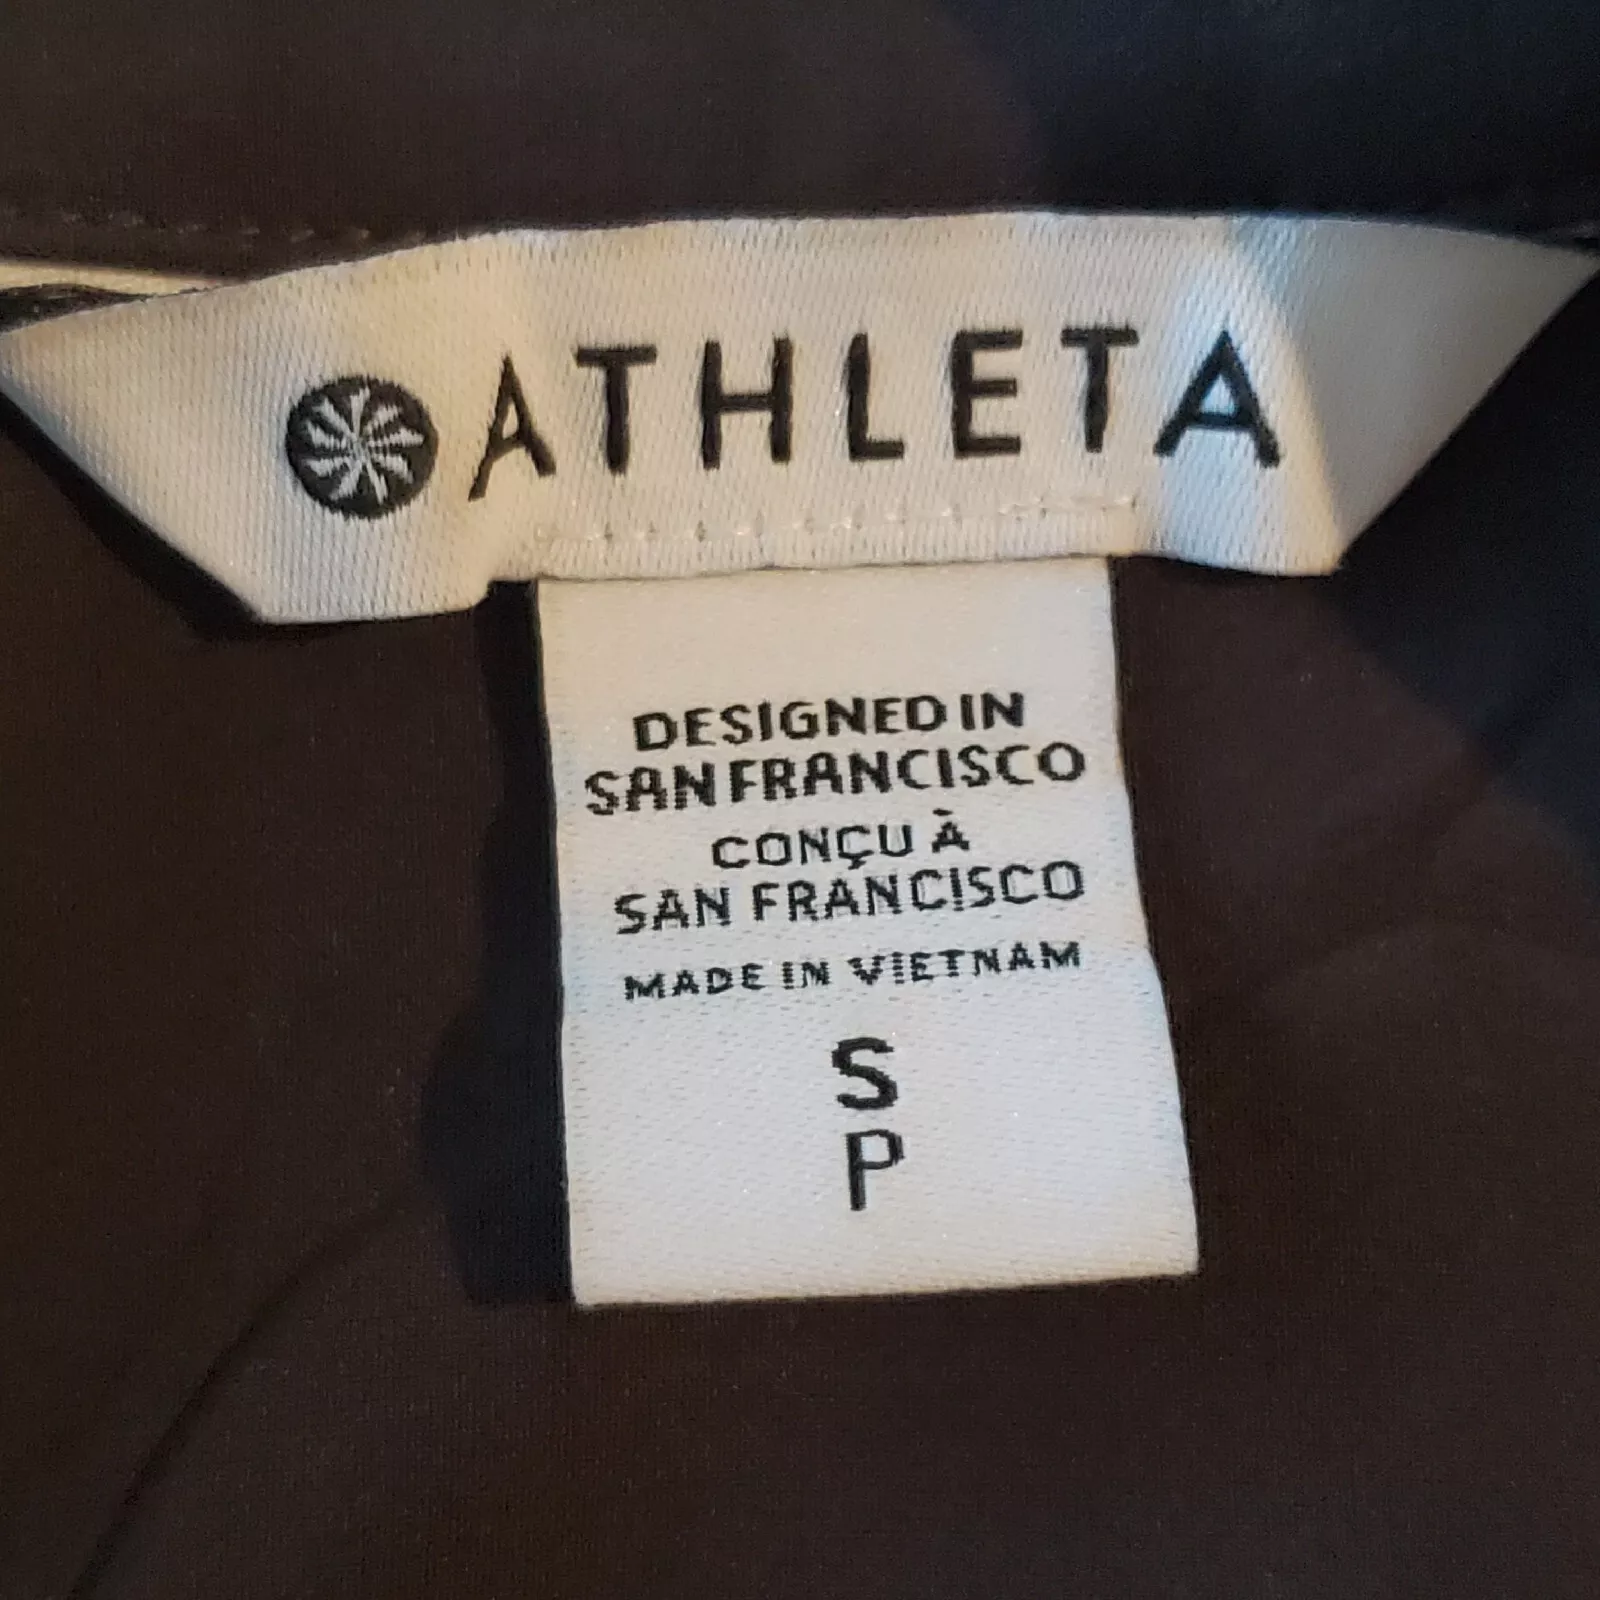 ATHLETA
DESIGNED IN
SAN FRANCISCO
CONÇU À
SAN FRANCISCO
MADE IN VIETNAM
S
P